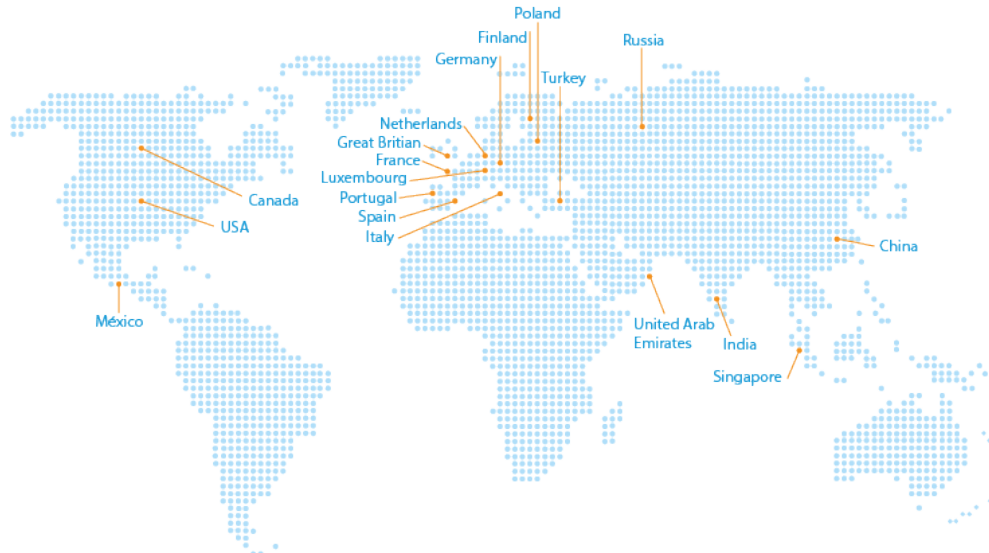 Poland
Finland
Russia
Germany
Turkey
Netherlands
Great Britian
France
Luxembourg
Portugal
Canada
Spain
USA
Italy
China
México
United Arab
Emirates
India
Singapore